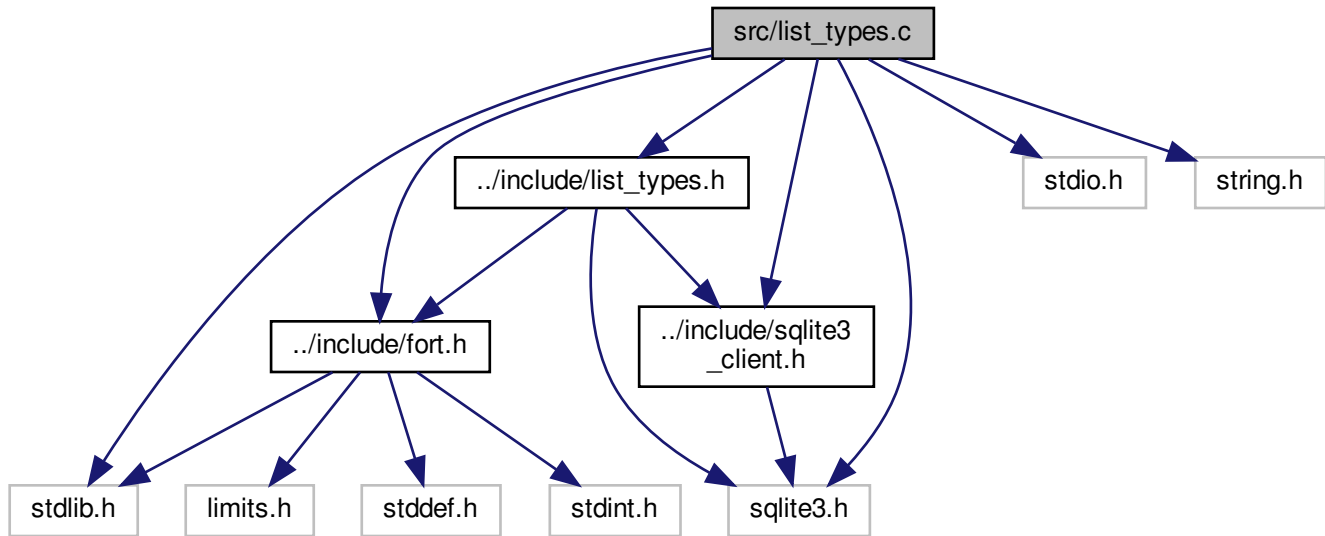 src/list_types.c
../include/list_types.h
stdio.h
string.h
../include/fort.h
../include/sqlite3
_client.h
stdlib.h
limits.h
stddef.h
stdint.h
sqlite3.h